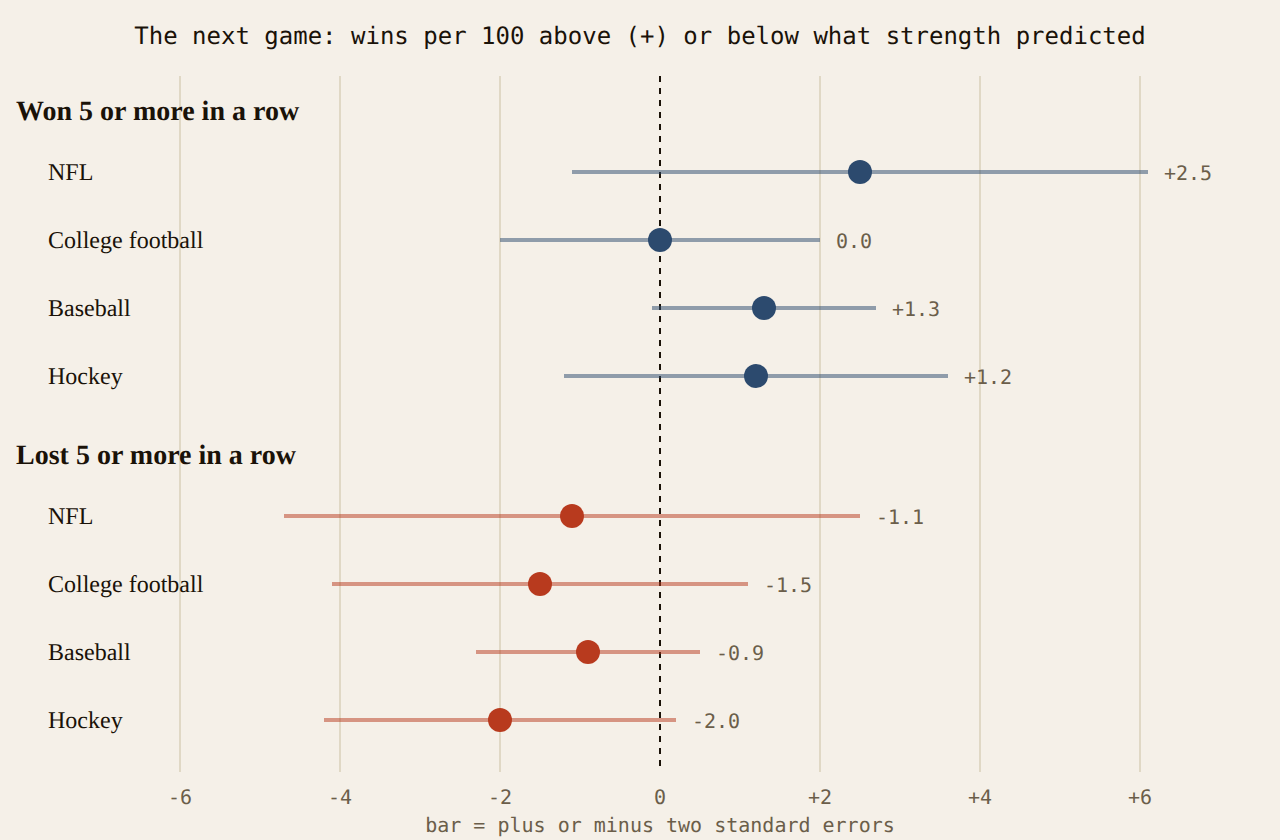 The next game: wins per 100 above (+) or below what strength predicted
Won 5 or more in a row
NFL +2.5
College football 0.0
Baseball +1.3
Hockey +1.2
Lost 5 or more in a row
NFL -1.1
College football -1.5
Baseball -0.9
Hockey -2.0
-6 -4 -2 0 +2 +4 +6
bar = plus or minus two standard errors